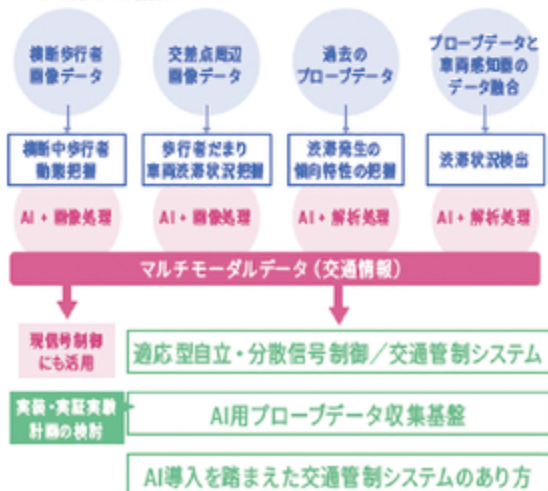 横断歩行者
画像データ
交差点周辺
画像データ
過去の
プローブデータ
プローブデータと
車両感知器の
データ融合
横断中歩行者
動態把握
歩行者だまり
車両渋滞状況把握
渋滞発生の
傾向特性の把握
渋滞状況検出
AI + 画像処理
AI + 画像処理
AI + 解析処理
AI + 解析処理
マルチモーダルデータ（交通情報）
現信号制御
にも活用
適応型自立・分散信号制御／交通管制システム
実装・実証実験
計画の検討
AI用プローブデータ収集基盤
AI導入を踏まえた交通管制システムのあり方